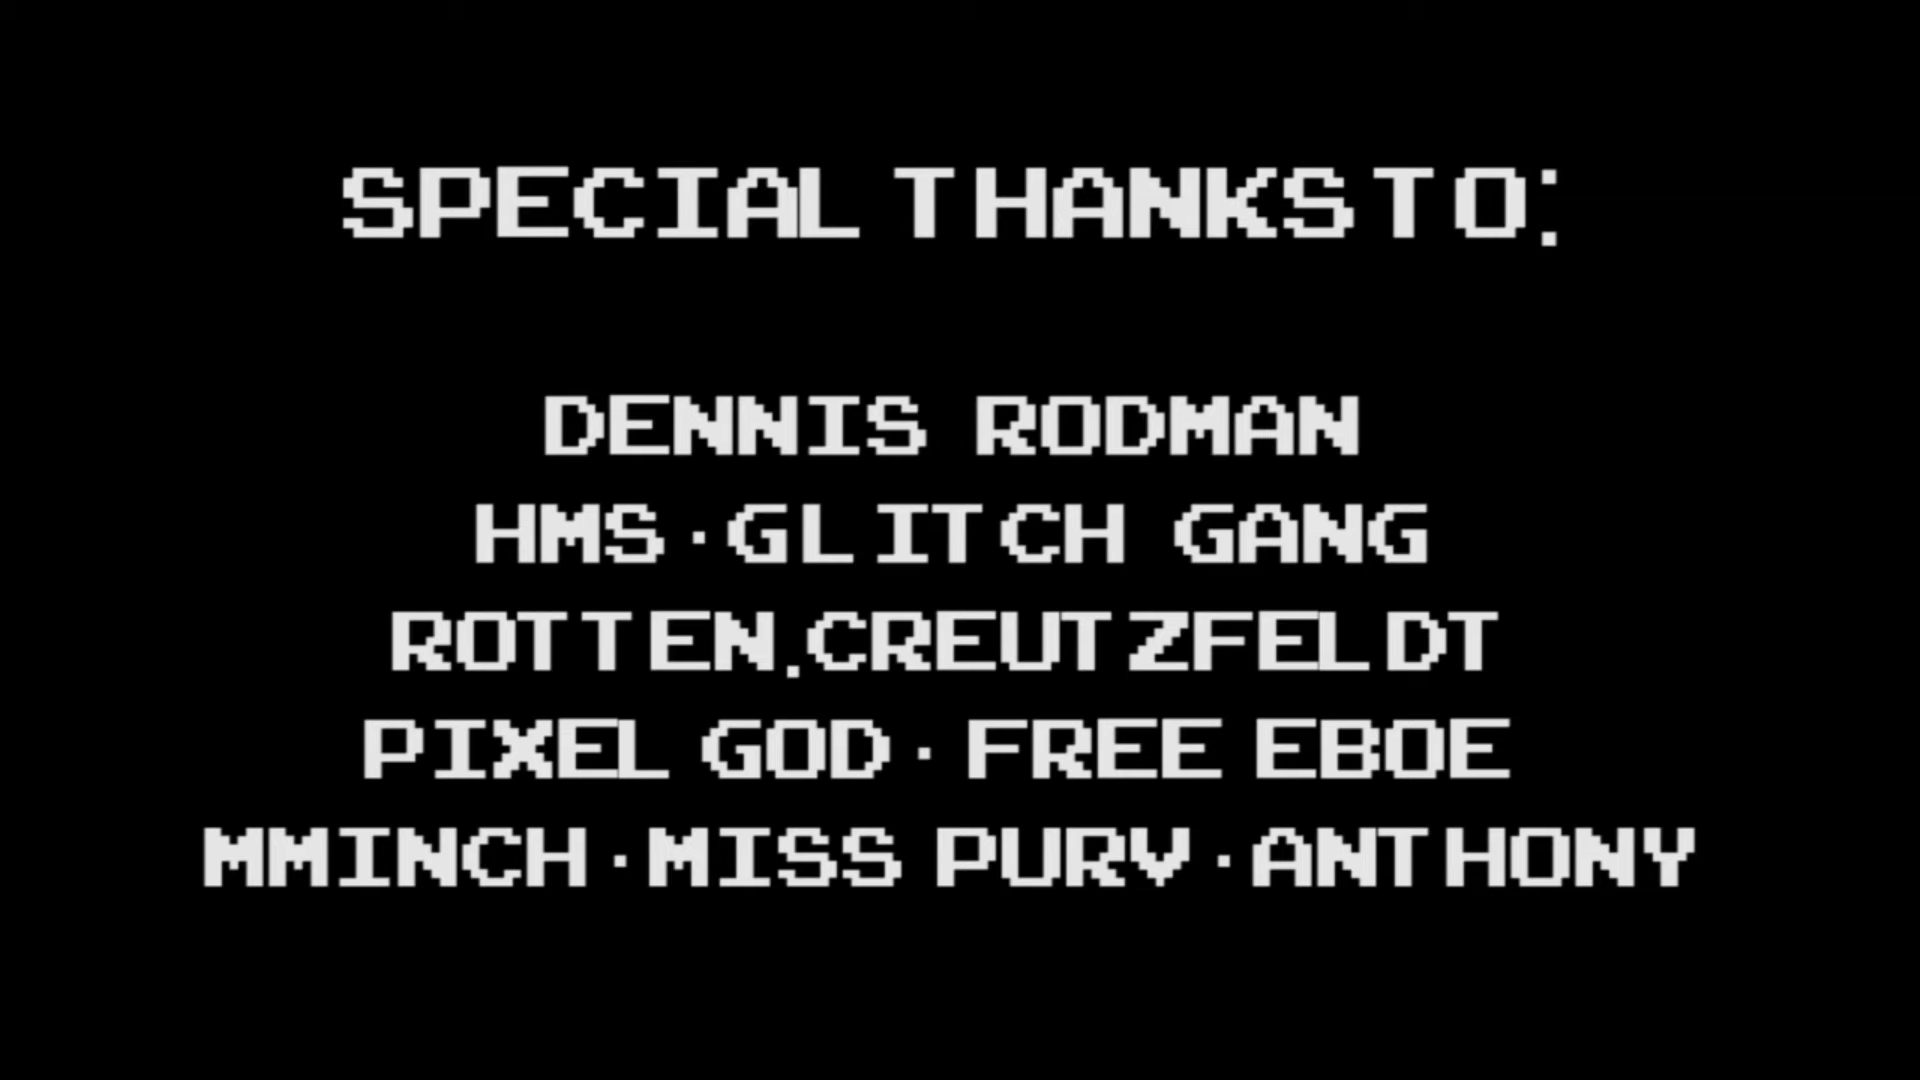 SPECIAL THANKS TO:
DENNIS RODMAN
HMS·GLITCH GANG
ROTTEN.CREUTZFELDT
PIXEL GOD· FREE EBOE
MMINCH·MISS PURV·ANTHONY